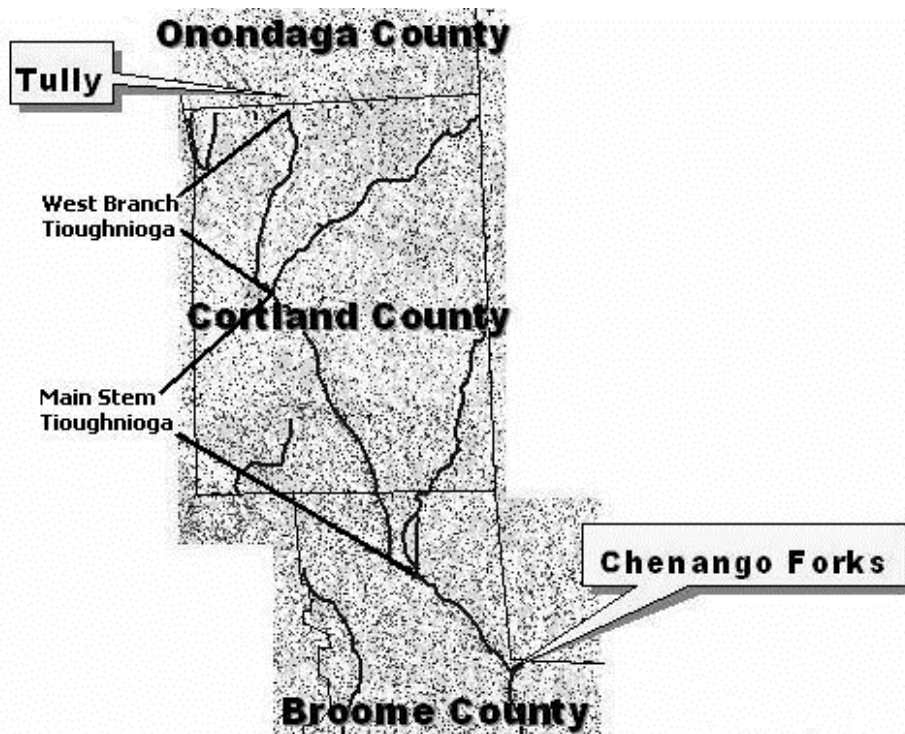 Onondaga County
Tully
West Branch
Tioughnioga
Cortland County
Main Stem
Tioughnioga
Chenango Forks
Broome County